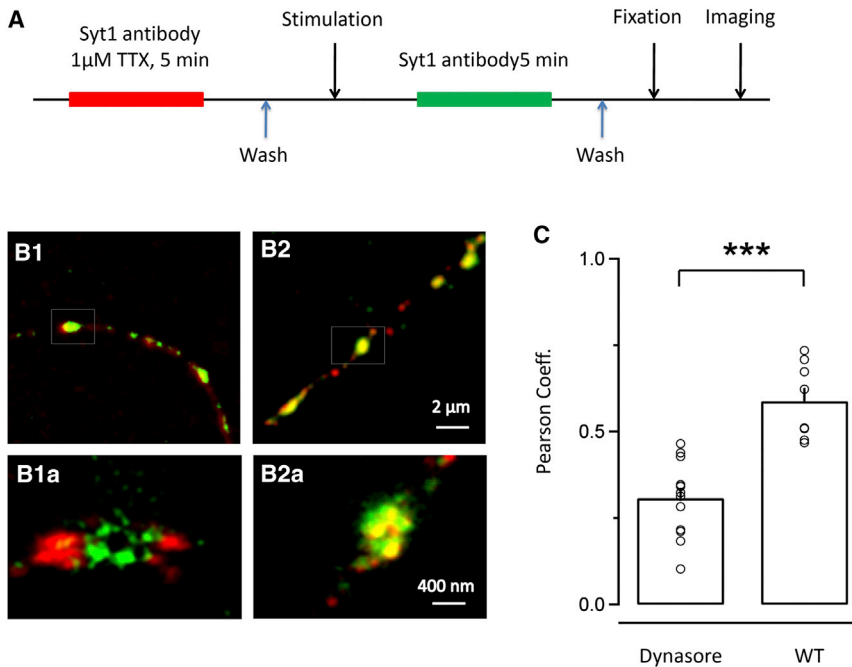 A
Syt1 antibody
1µM TTX, 5 min
Stimulation
Syt1 antibody5 min
Fixation
Imaging
Wash
Wash
B1
B2
2 µm
B1a
B2a
400 nm
C
***
1.0
0.5
0.0
Pearson Coeff.
Dynasore
WT